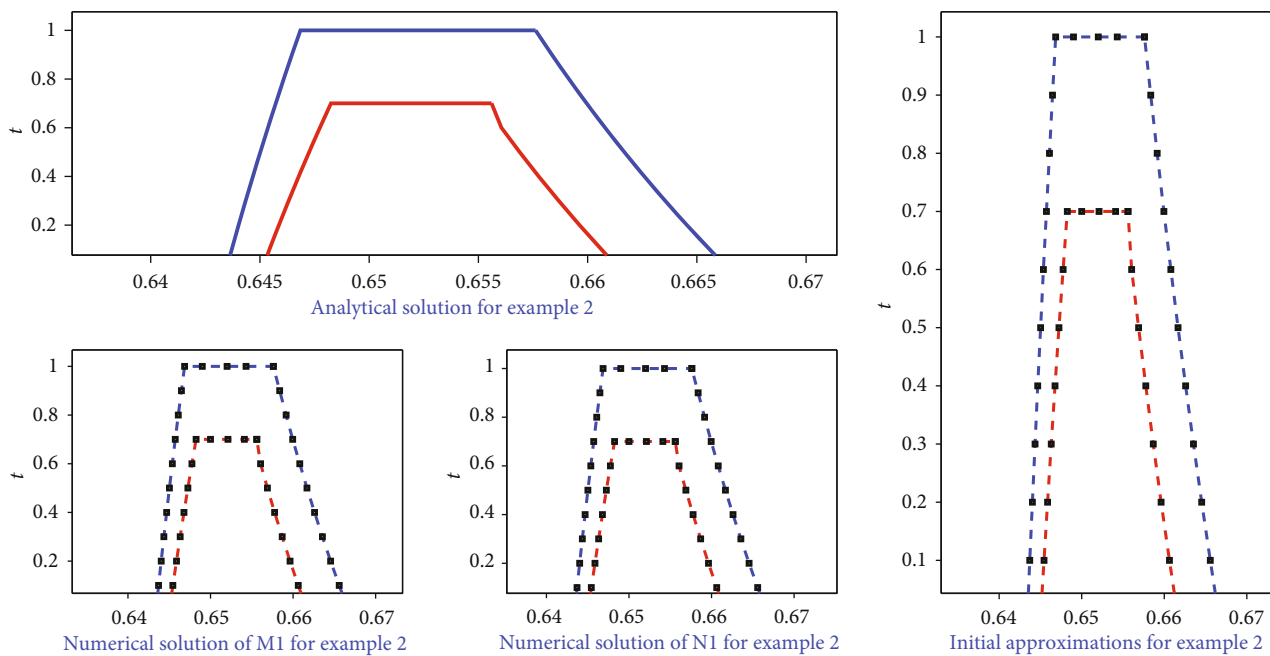 1
0.8
0.6
0.4
0.2
t
0.64 0.645 0.65 0.655 0.66 0.665 0.67
Analytical solution for example 2
1
0.8
0.6
0.4
0.2
t
0.64 0.65 0.66 0.67
Numerical solution of M1 for example 2
1
0.8
0.6
0.4
0.2
t
0.64 0.65 0.66 0.67
Numerical solution of N1 for example 2
1
0.9
0.8
0.7
0.6
0.5
0.4
0.3
0.2
0.1
t
0.64 0.65 0.66 0.67
Initial approximations for example 2